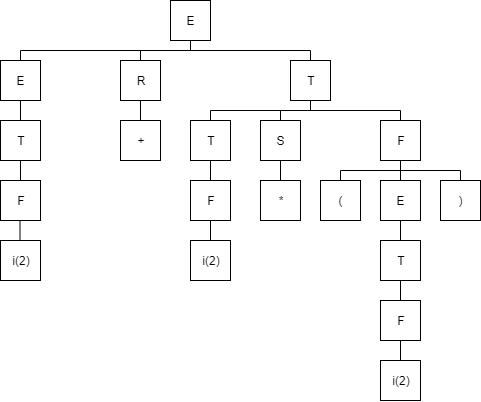 E
E R T
T + T S F
F F * ( E )
i(2) i(2) T
F
i(2)